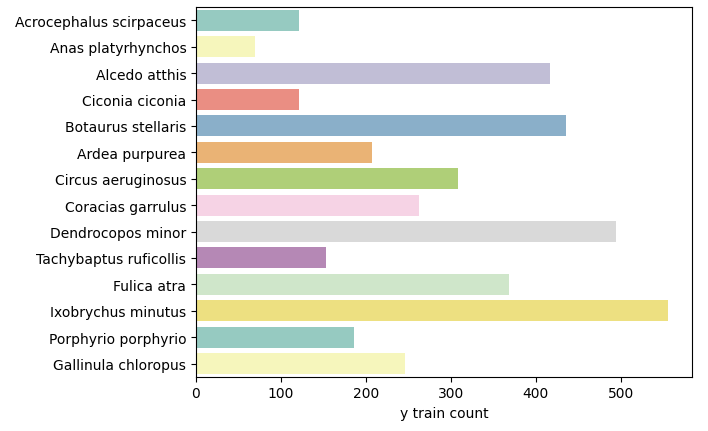 Acrocephalus scirpaceus
Anas platyrhynchos
Alcedo atthis
Ciconia ciconia
Botaurus stellaris
Ardea purpurea
Circus aeruginosus
Coracias garrulus
Dendrocopos minor
Tachybaptus ruficollis
Fulica atra
Ixobrychus minutus
Porphyrio porphyrio
Gallinula chloropus
0 100 200 300 400 500
y train count